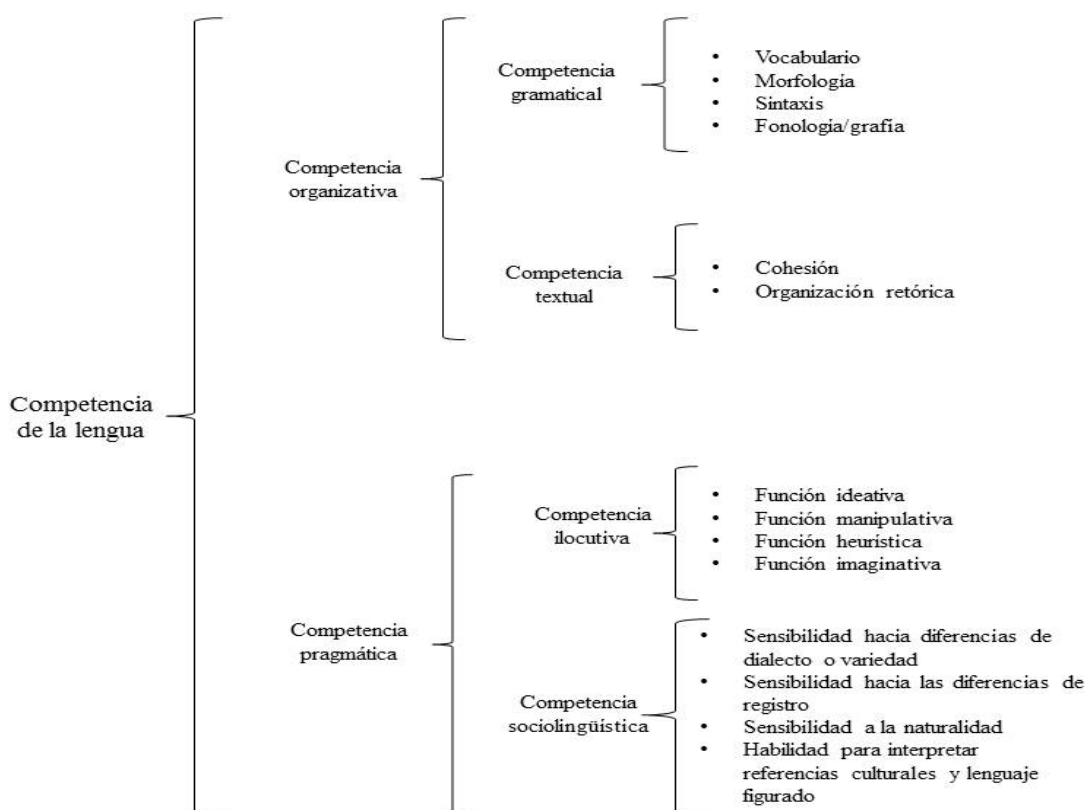 Competencia
de la lengua
Competencia
organizativa
Competencia
gramatical
• Vocabulario
• Morfología
• Sintaxis
• Fonología/grafía
Competencia
textual
• Cohesión
• Organización retórica
Competencia
pragmática
Competencia
ilocutiva
• Función ideativa
• Función manipulativa
• Función heurística
• Función imaginativa
Competencia
sociolingüística
• Sensibilidad hacia diferencias de
dialecto o variedad
• Sensibilidad hacia las diferencias de
registro
• Sensibilidad a la naturalidad
• Habilidad para interpretar
referencias culturales y lenguaje
figurado